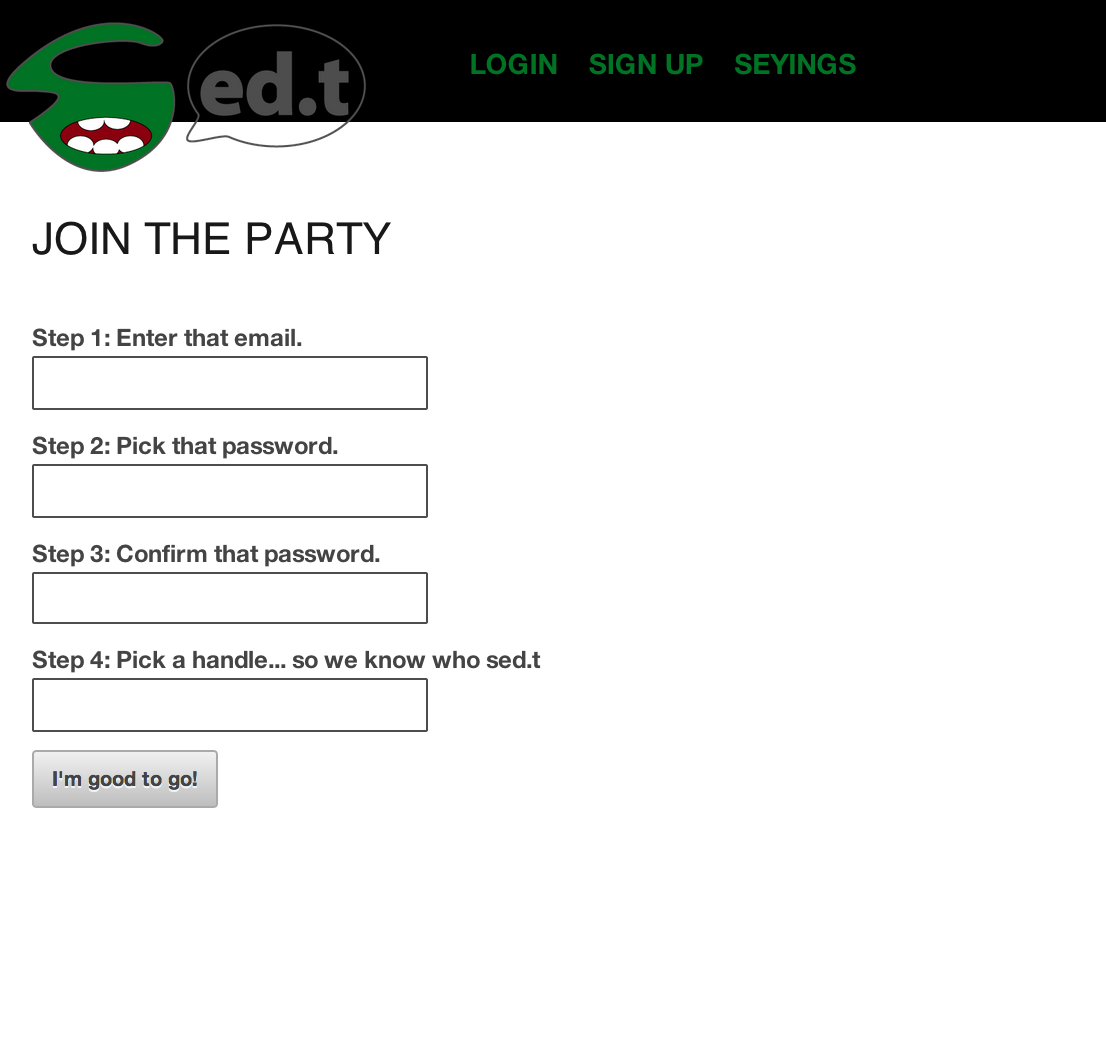 Sed.t
LOGIN SIGN UP SEYINGS
JOIN THE PARTY
Step 1: Enter that email.
Step 2: Pick that password.
Step 3: Confirm that password.
Step 4: Pick a handle... so we know who sed.t
I'm good to go!